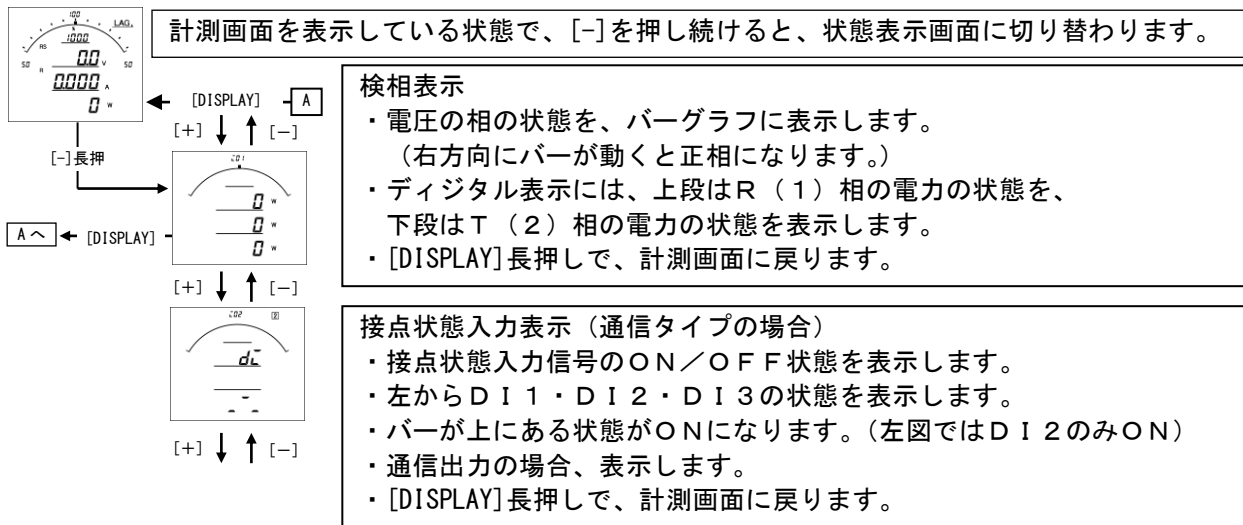 計測画面を表示している状態で、[-]を押し続けると、状態表示画面に切り替わります。
100
LAG
RS
100.0
50
0.0 V
50
R
0.000 A
0 W
[DISPLAY]
A
[+]
[-]
[-]長押
検相表示
・電圧の相の状態を、バーグラフに表示します。
(右方向にバーが動くと正相になります。)
・ディジタル表示には、上段はR(1)相の電力の状態を、
下段はT(2)相の電力の状態を表示します。
・[DISPLAY]長押しで、計測画面に戻ります。
C01
0 W
0 W
0 W
Aへ
[DISPLAY]
[+]
[-]
接点状態入力表示(通信タイプの場合)
・接点状態入力信号のON/OFF状態を表示します。
・左からDI1・DI2・DI3の状態を表示します。
・バーが上にある状態がONになります。(左図ではDI2のみON)
・通信出力の場合、表示します。
・[DISPLAY]長押しで、計測画面に戻ります。
C02
di
[+]
[-]